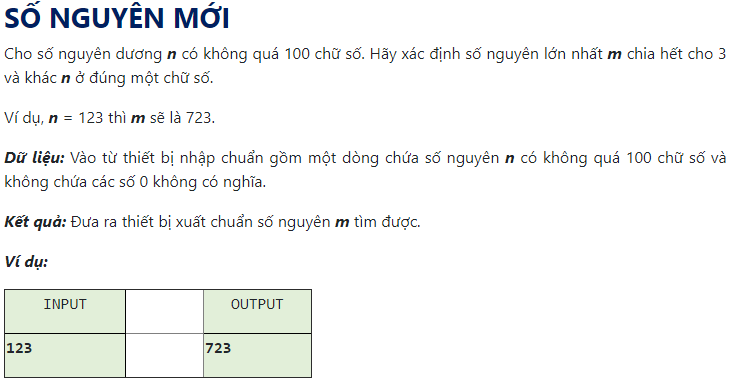 SỐ NGUYÊN MỚI
Cho số nguyên dương n có không quá 100 chữ số. Hãy xác định số nguyên lớn nhất m chia hết cho 3
và khác n ở đúng một chữ số.
Ví dụ, n = 123 thì m sẽ là 723.
Dữ liệu: Vào từ thiết bị nhập chuẩn gồm một dòng chứa số nguyên n có không quá 100 chữ số và
không chứa các số 0 không có nghĩa.
Kết quả: Đưa ra thiết bị xuất chuẩn số nguyên m tìm được.
Ví dụ:
INPUT OUTPUT
123 723